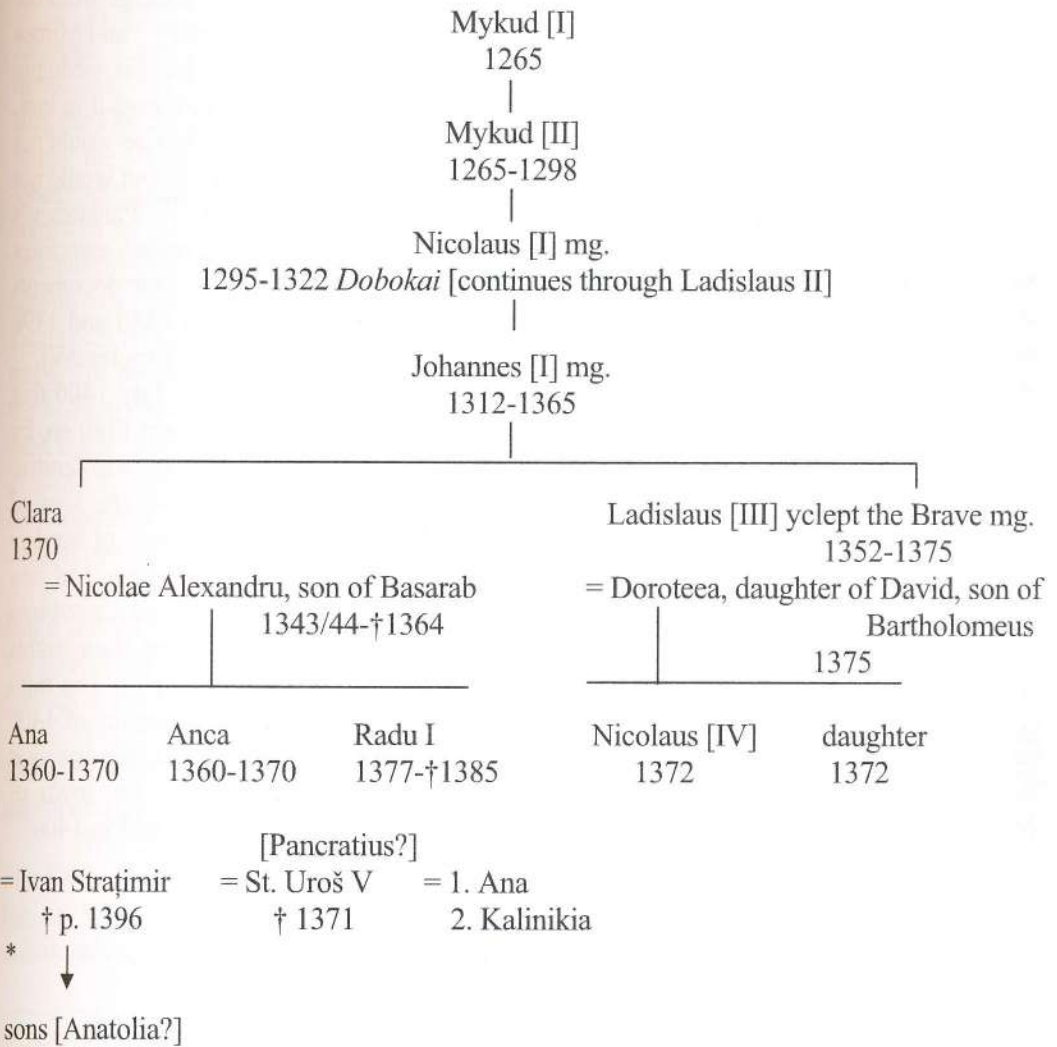 Mykud [I]
1265
Mykud [II]
1265-1298
Nicolaus [I] mg.
1295-1322 Dobokai [continues through Ladislaus II]
Johannes [I] mg.
1312-1365
Clara
1370
= Nicolae Alexandru, son of Basarab
1343/44-†1364
Ladislaus [III] yclept the Brave mg.
1352-1375
= Doroteea, daughter of David, son of
Bartholomeus
1375
Ana Anca Radu I
1360-1370 1360-1370 1377-†1385
Nicolaus [IV] daughter
1372 1372
[Pancratius?]
= Ivan Straţimir = St. Uroš V = 1. Ana
† p. 1396 † 1371 2. Kalinikia
*
sons [Anatolia?]